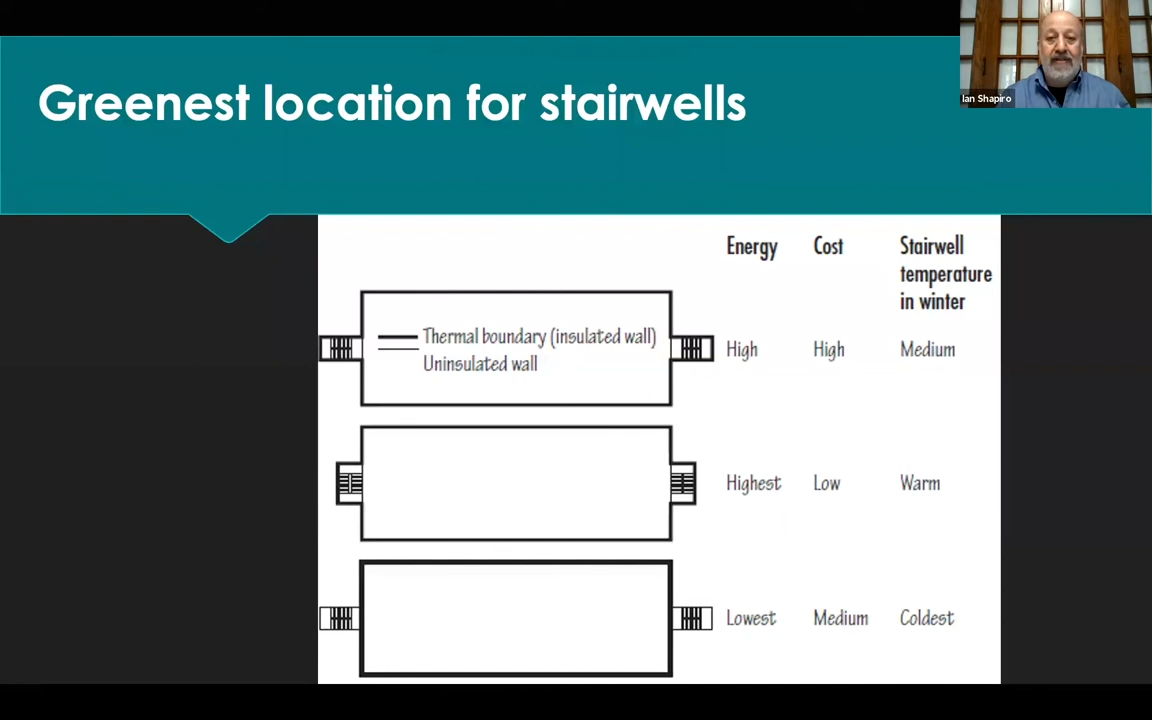 Greenest location for stairwells
Ian Shapiro
Energy Cost Stairwell
temperature
in winter
Thermal boundary (insulated wall)
Uninsulated wall
High High Medium
Highest Low Warm
Lowest Medium Coldest